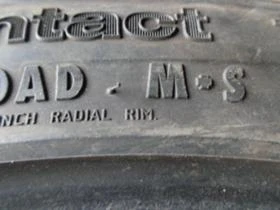 ntact
OAD - M•S
NCH RADIAL RIM.